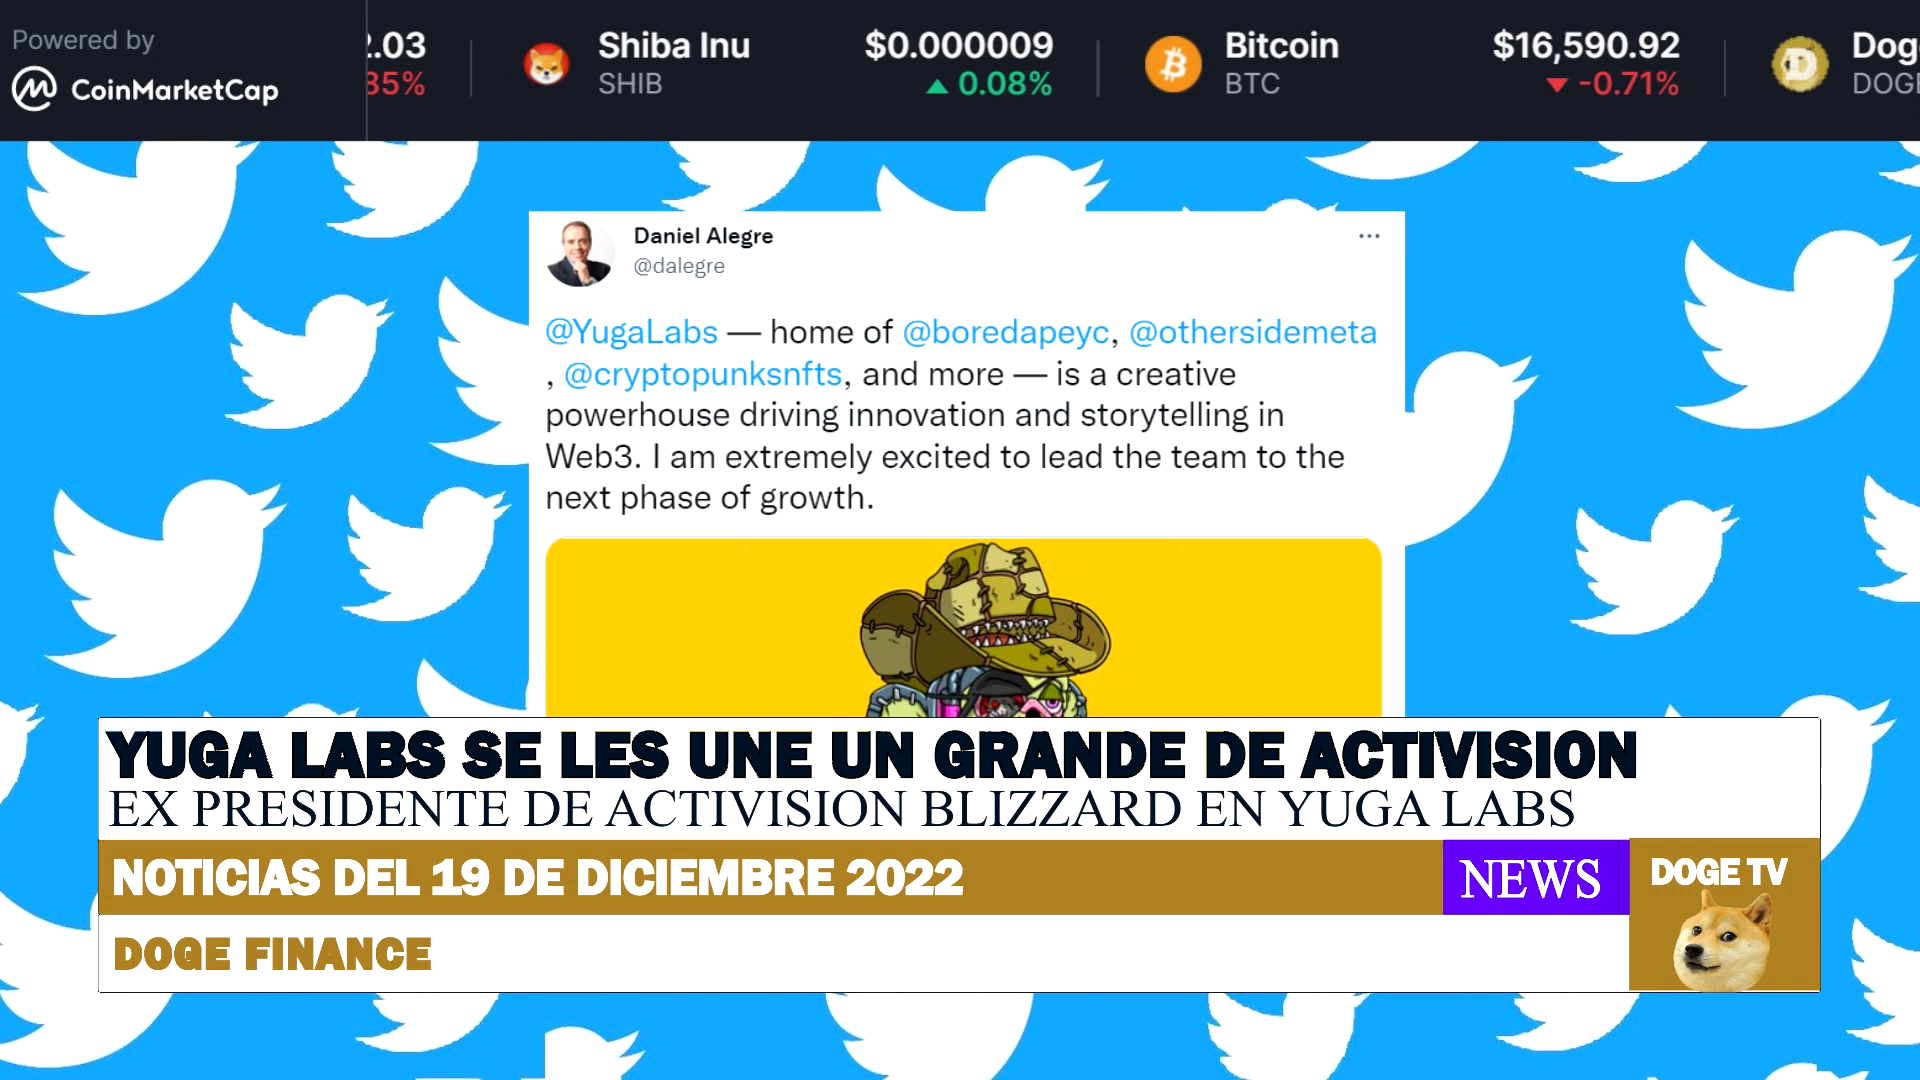 Powered by
CoinMarketCap
2.03
35%
Shiba Inu
SHIB
$0.000009
0.08%
Bitcoin
BTC
$16,590.92
-0.71%
Dog
DOGE
Daniel Alegre
@dalegre
@YugaLabs — home of @boredapeyc, @othersidemeta
, @cryptopunksnfts, and more — is a creative
powerhouse driving innovation and storytelling in
Web3. I am extremely excited to lead the team to the
next phase of growth.
YUGA LABS SE LES UNE UN GRANDE DE ACTIVISION
EX PRESIDENTE DE ACTIVISION BLIZZARD EN YUGA LABS
NOTICIAS DEL 19 DE DICIEMBRE 2022
NEWS
DOGE TV
DOGE FINANCE